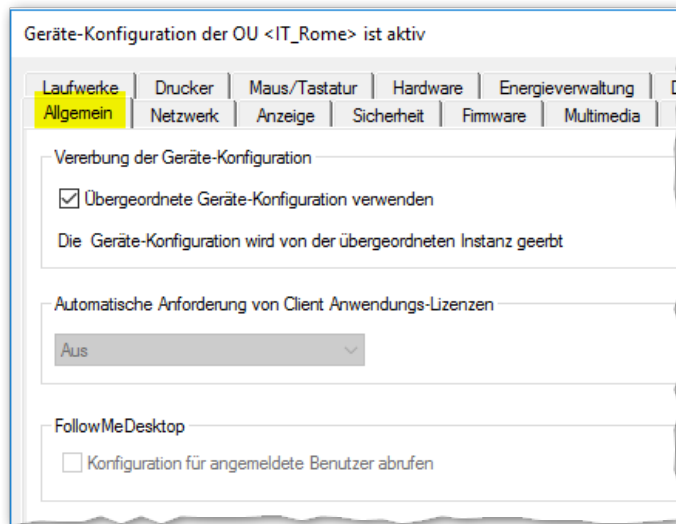 Geräte-Konfiguration der OU <IT_Rome> ist aktiv
Laufwerke Drucker Maus/Tastatur Hardware Energieverwaltung
Allgemein Netzwerk Anzeige Sicherheit Firmware Multimedia
Vererbung der Geräte-Konfiguration
Übergeordnete Geräte-Konfiguration verwenden
Die Geräte-Konfiguration wird von der übergeordneten Instanz geerbt
Automatische Anforderung von Client Anwendungs-Lizenzen
Aus
FollowMeDesktop
Konfiguration für angemeldete Benutzer abrufen